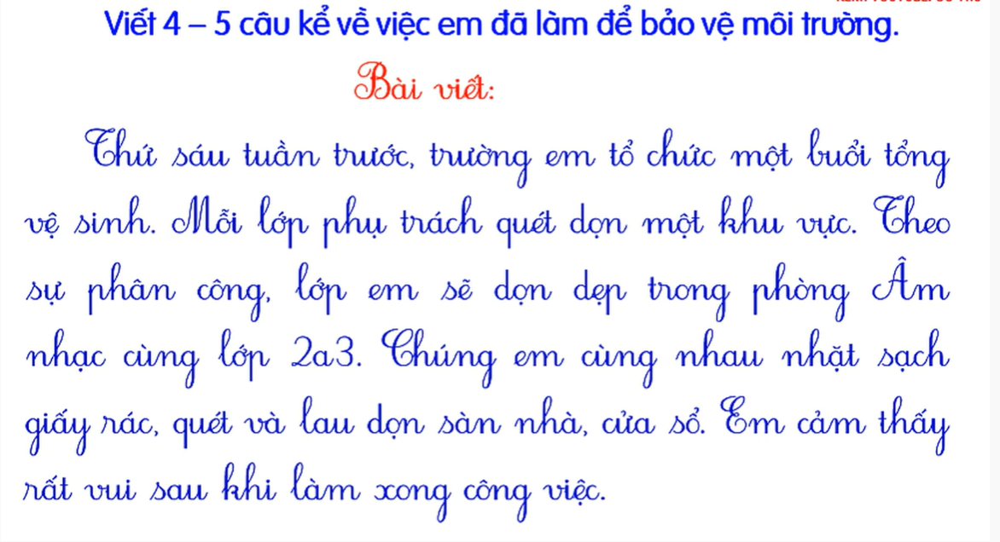 Viết 4 – 5 câu kể về việc em đã làm để bảo vệ môi trường.
Bài viết:
Thứ sáu tuần trước, trường em tổ chức một buổi tổng
vệ sinh. Mỗi lớp phụ trách quét dọn một khu vực. Theo
sự phân công, lớp em sẽ dọn dẹp trong phòng Âm
nhạc cùng lớp 2a3. Chúng em cùng nhau nhặt sạch
giấy rác, quét và lau dọn sàn nhà, cửa sổ. Em cảm thấy
rất vui sau khi làm xong công việc.